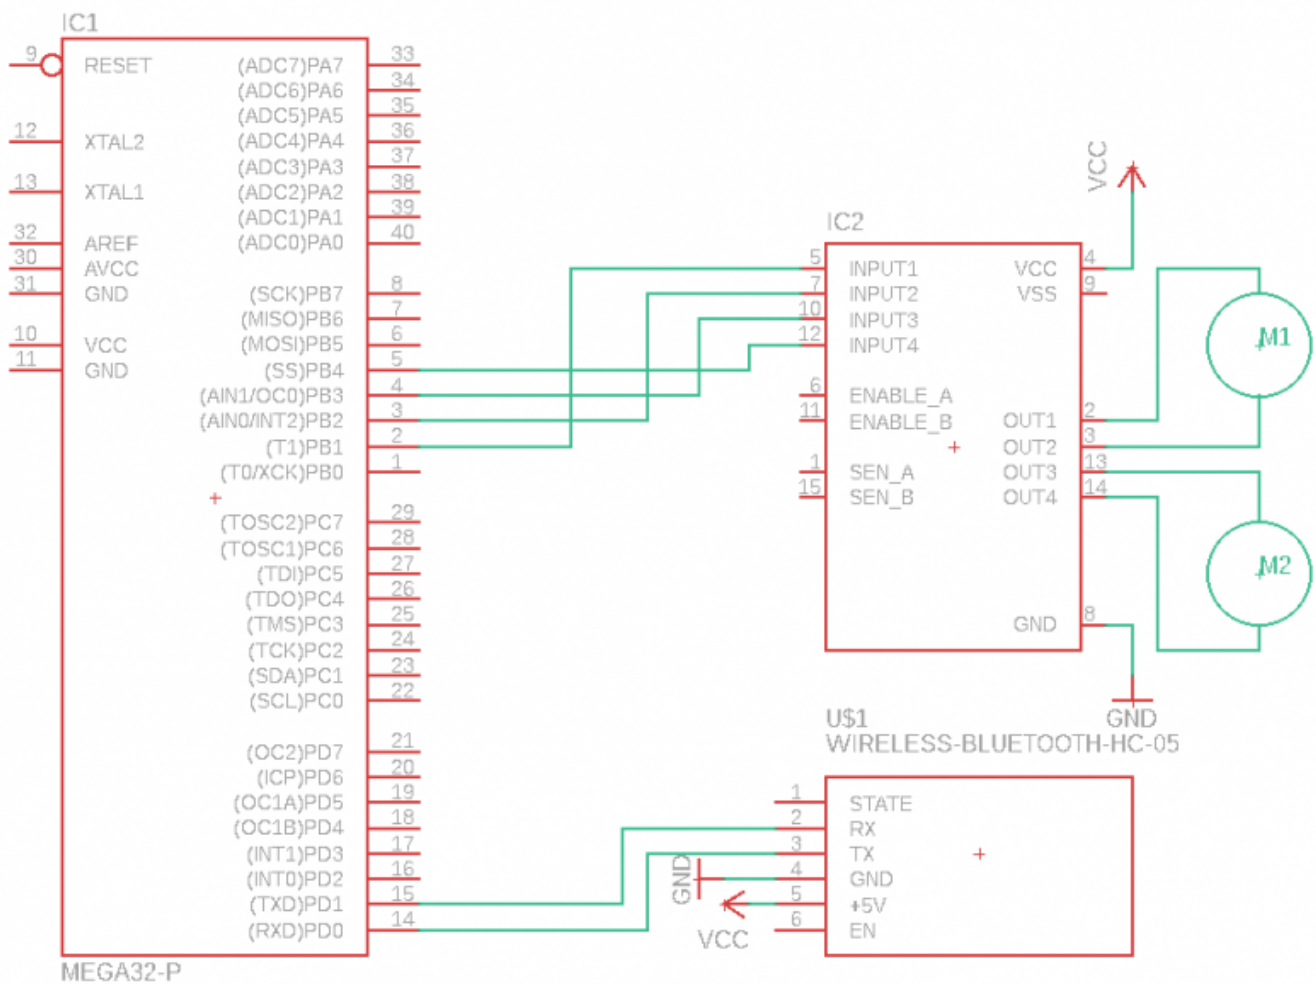 IC1
9 RESET (ADC7)PA7 33
(ADC6)PA6 34
(ADC5)PA5 35
12 XTAL2 (ADC4)PA4 36
(ADC3)PA3 37
13 XTAL1 (ADC2)PA2 38
(ADC1)PA1 39
32 AREF (ADC0)PA0 40
30 AVCC
31 GND (SCK)PB7 8
(MISO)PB6 7
10 VCC (MOSI)PB5 6
11 GND (SS)PB4 5
(AIN1/OC0)PB3 4
(AIN0/INT2)PB2 3
(T1)PB1 2
(T0/XCK)PB0 1
(TOSC2)PC7 29
(TOSC1)PC6 28
(TDI)PC5 27
(TDO)PC4 26
(TMS)PC3 25
(TCK)PC2 24
(SDA)PC1 23
(SCL)PC0 22
(OC2)PD7 21
(ICP)PD6 20
(OC1A)PD5 19
(OC1B)PD4 18
(INT1)PD3 17
(INT0)PD2 16
(TXD)PD1 15
(RXD)PD0 14
MEGA32-P
VCC
IC2
5 INPUT1 VCC 4
7 INPUT2 VSS 9
10 INPUT3
12 INPUT4
6 ENABLE_A
11 ENABLE_B OUT1 2
OUT2 3
1 SEN_A OUT3 13
15 SEN_B OUT4 14
GND 8
M1
M2
GND
U$1
WIRELESS-BLUETOOTH-HC-05
1 STATE
2 RX
3 TX
GND 4 GND
5 +5V
VCC 6 EN